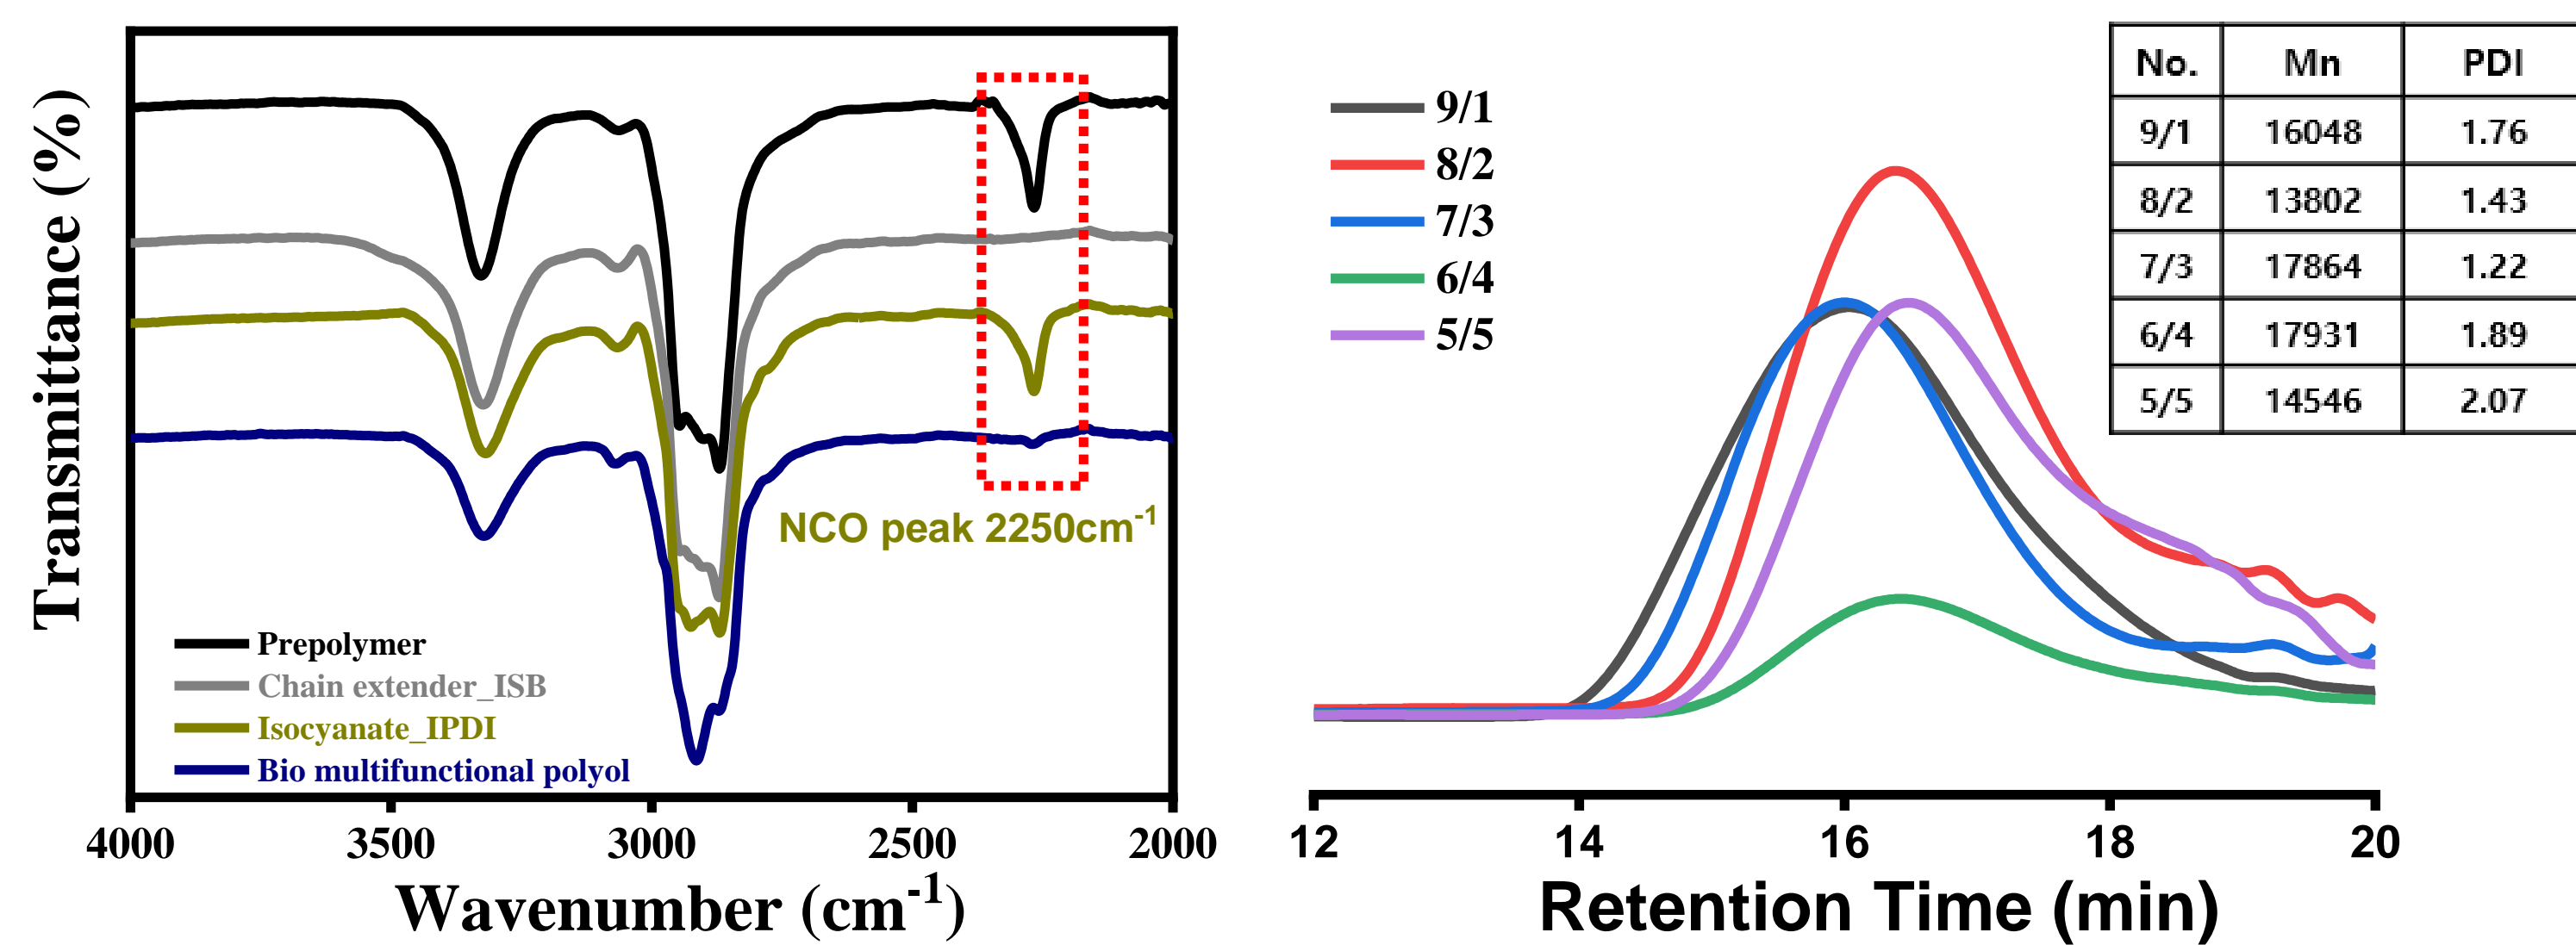 Transmittance (%)
Prepolymer
Chain extender_ISB
Isocyanate_IPDI
Bio multifunctional polyol
NCO peak 2250cm-1
4000 3500 3000 2500 2000
Wavenumber (cm-1)
9/1
8/2
7/3
6/4
5/5
No. Mn PDI
9/1 16048 1.76
8/2 13802 1.43
7/3 17864 1.22
6/4 17931 1.89
5/5 14546 2.07
12 14 16 18 20
Retention Time (min)